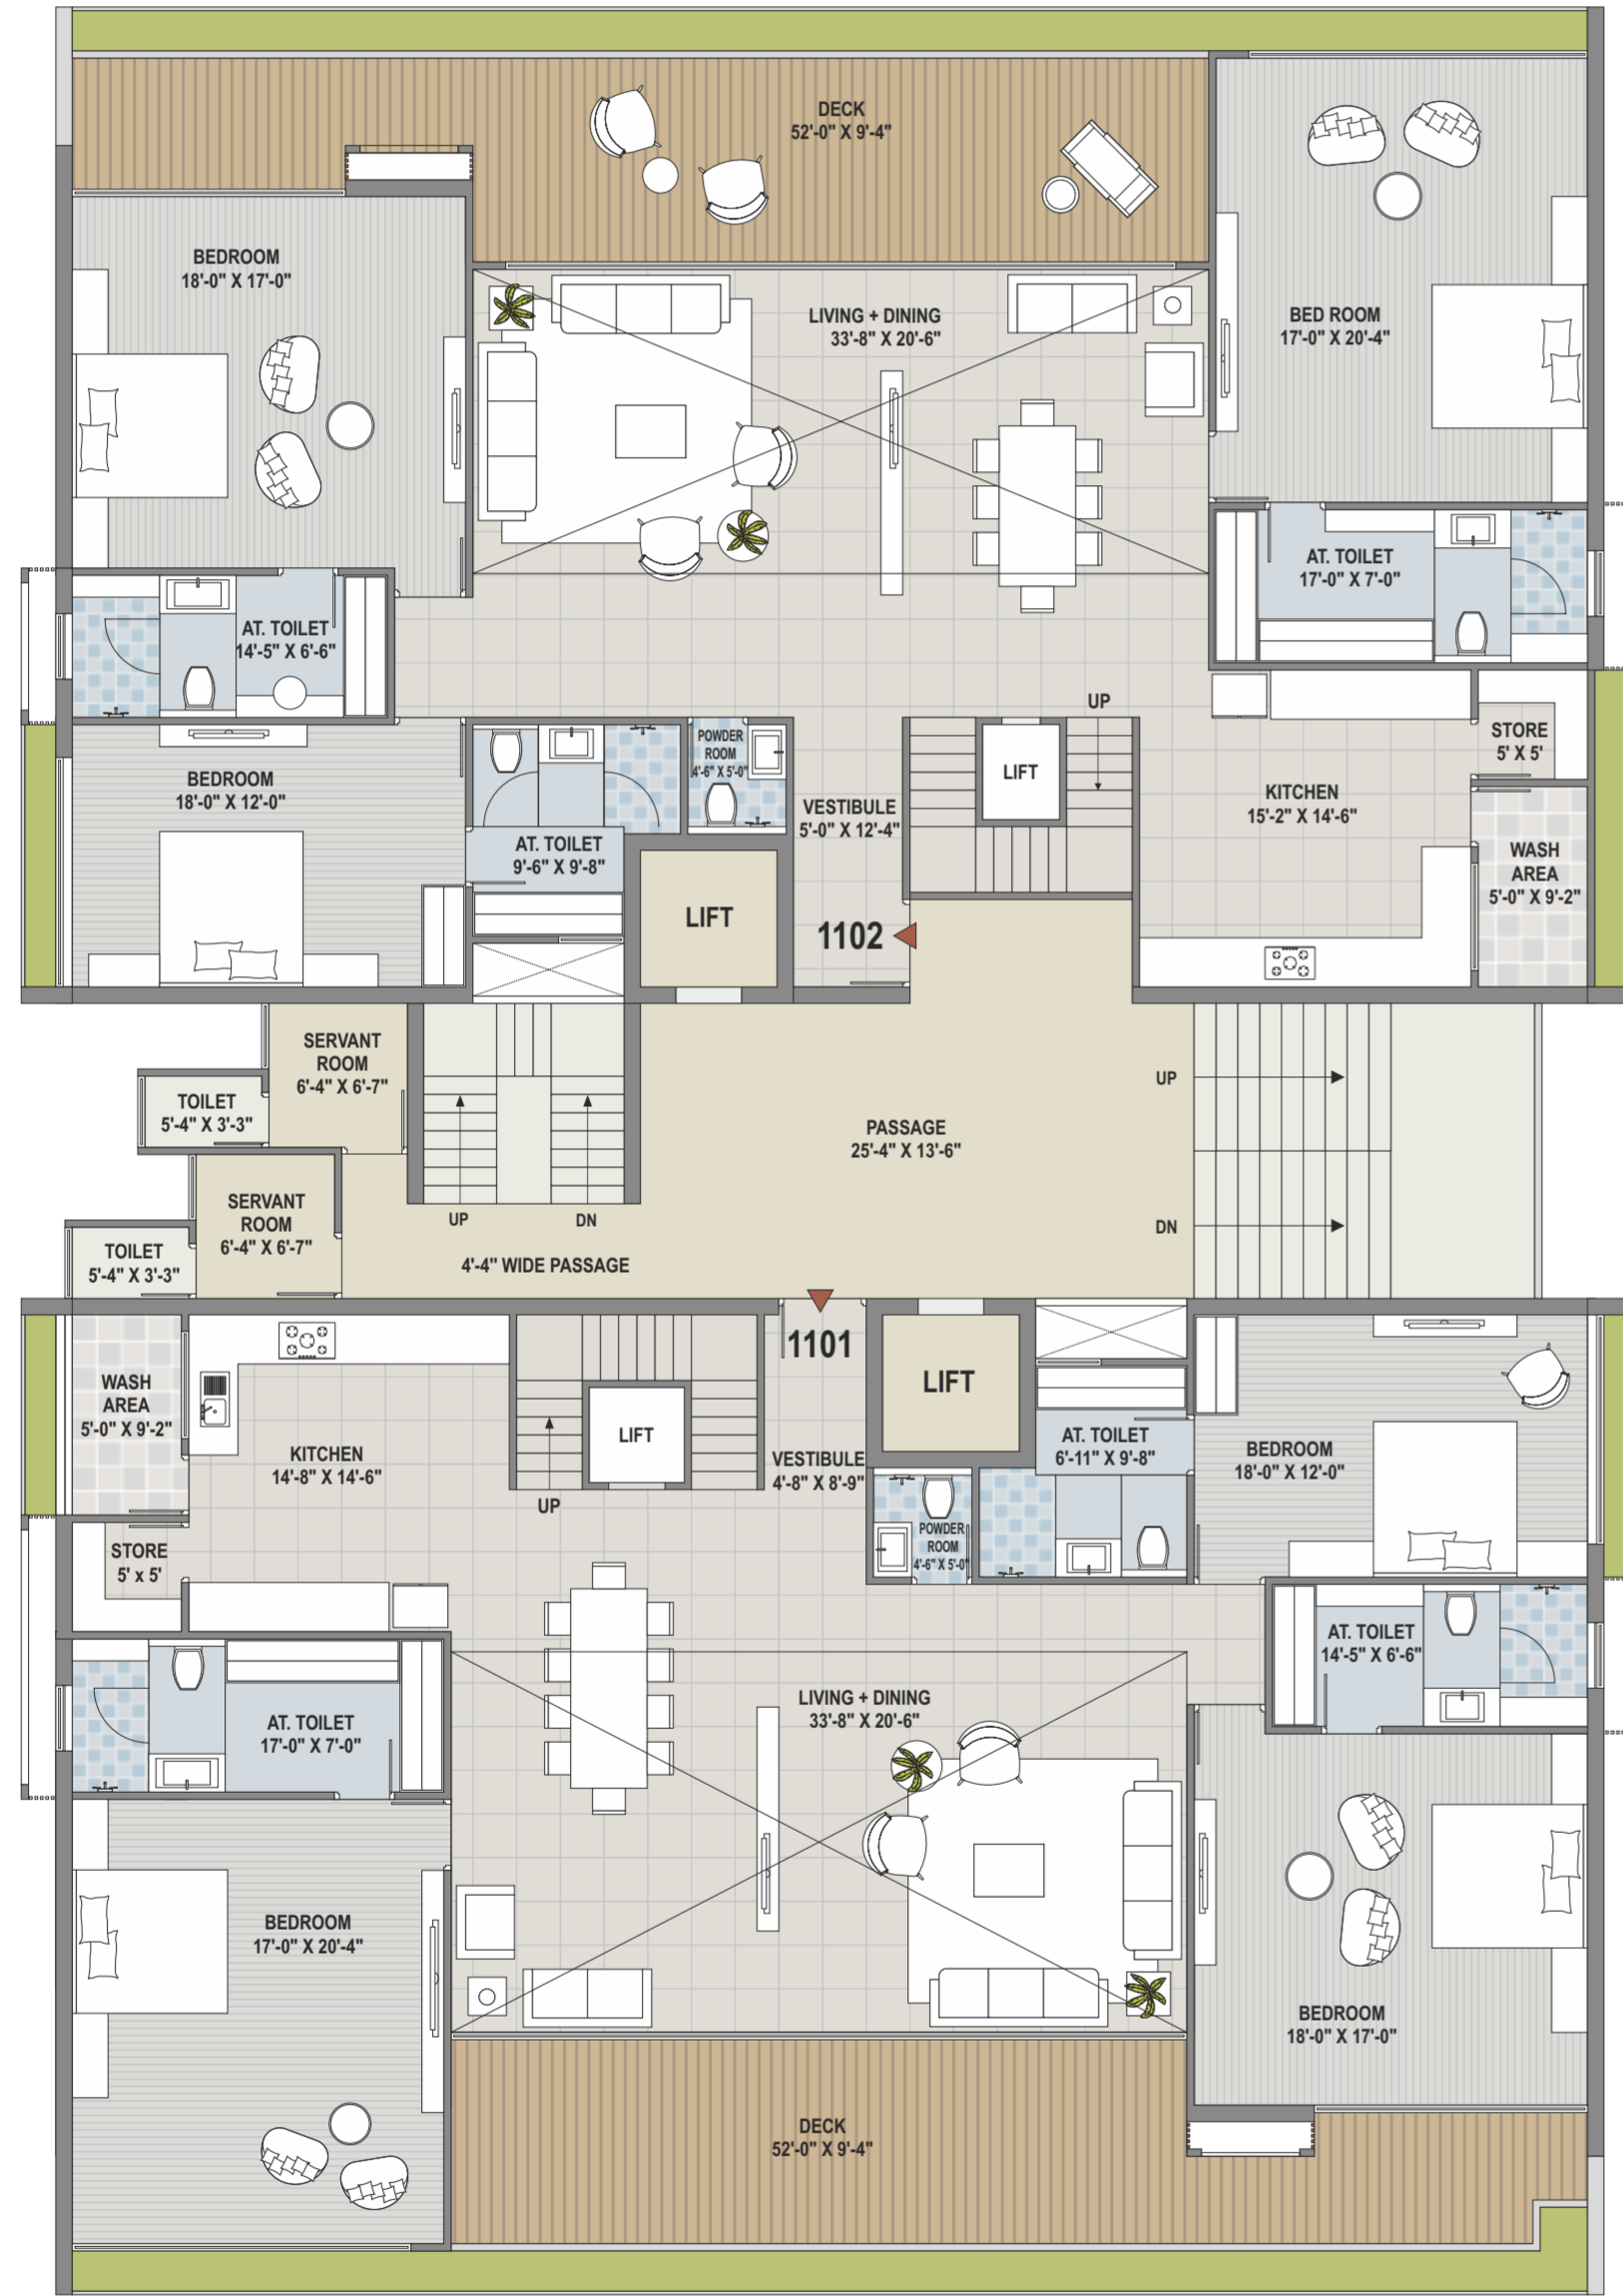 DECK
52'-0" X 9'-4"
BEDROOM
18'-0" X 17'-0"
LIVING + DINING
33'-8" X 20'-6"
BED ROOM
17'-0" X 20'-4"
AT. TOILET
17'-0" X 7'-0"
AT. TOILET
14'-5" X 6'-6"
UP
POWDER
ROOM
4'-6" X 5'-0"
STORE
5' X 5'
LIFT
BEDROOM
18'-0" X 12'-0"
VESTIBULE
5'-0" X 12'-4"
KITCHEN
15'-2" X 14'-6"
AT. TOILET
9'-6" X 9'-8"
WASH
AREA
5'-0" X 9'-2"
LIFT
1102
SERVANT
ROOM
6'-4" X 6'-7"
UP
TOILET
5'-4" X 3'-3"
PASSAGE
25'-4" X 13'-6"
SERVANT
ROOM
6'-4" X 6'-7"
UP
DN
DN
TOILET
5'-4" X 3'-3"
4'-4" WIDE PASSAGE
1101
WASH
AREA
5'-0" X 9'-2"
LIFT
LIFT
AT. TOILET
6'-11" X 9'-8"
KITCHEN
14'-8" X 14'-6"
VESTIBULE
4'-8" X 8'-9"
BEDROOM
18'-0" X 12'-0"
UP
POWDER
ROOM
4'-6" X 5'-0"
STORE
5' x 5'
AT. TOILET
14'-5" X 6'-6"
LIVING + DINING
33'-8" X 20'-6"
AT. TOILET
17'-0" X 7'-0"
BEDROOM
17'-0" X 20'-4"
BEDROOM
18'-0" X 17'-0"
DECK
52'-0" X 9'-4"